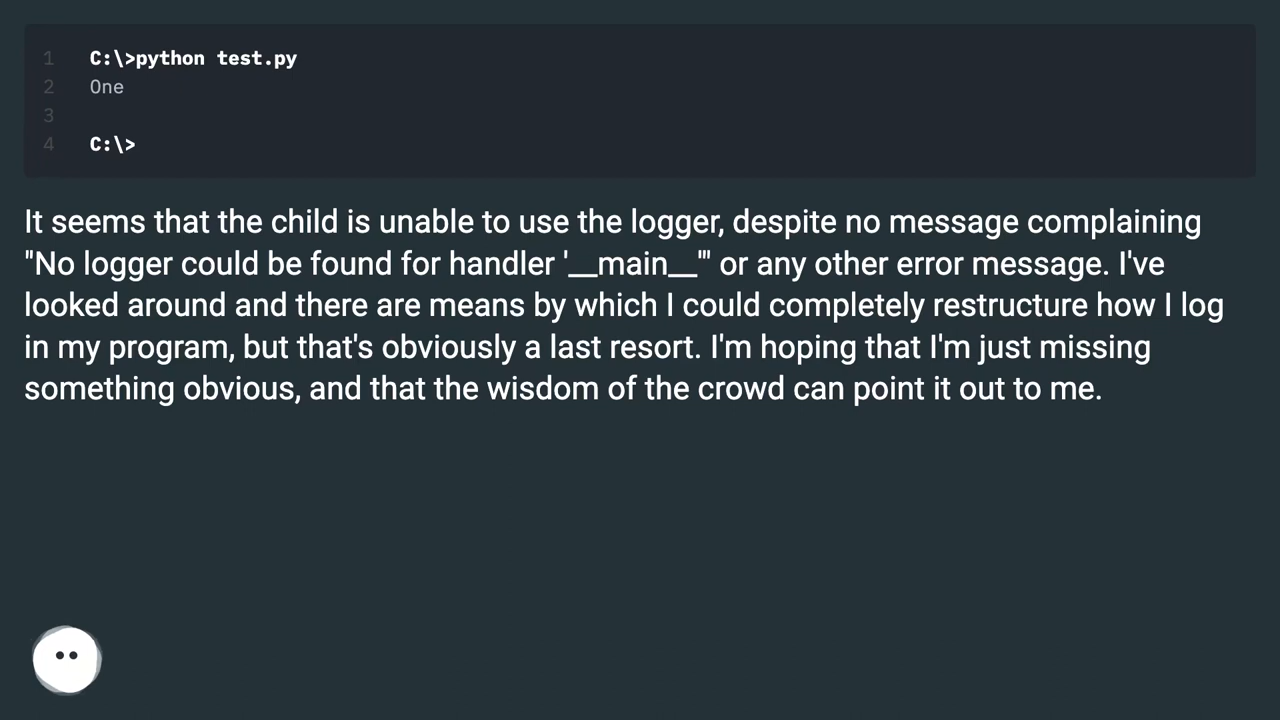 1 C:\>python test.py
2 One
3
4 C:\>
It seems that the child is unable to use the logger, despite no message complaining
"No logger could be found for handler '__main__'" or any other error message. I've
looked around and there are means by which I could completely restructure how I log
in my program, but that's obviously a last resort. I'm hoping that I'm just missing
something obvious, and that the wisdom of the crowd can point it out to me.